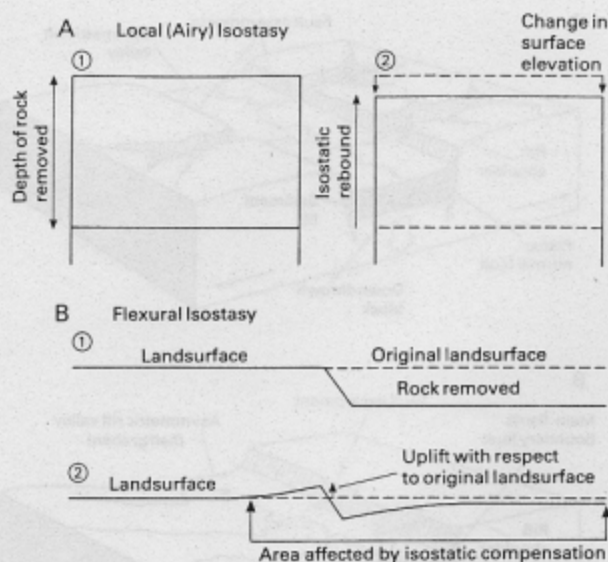 A Local (Airy) Isostasy
①
Depth of rock
removed
②
Change in
surface
elevation
Isostatic
rebound
B Flexural Isostasy
①
Landsurface
Original landsurface
Rock removed
②
Landsurface
Uplift with respect
to original landsurface
Area affected by isostatic compensation